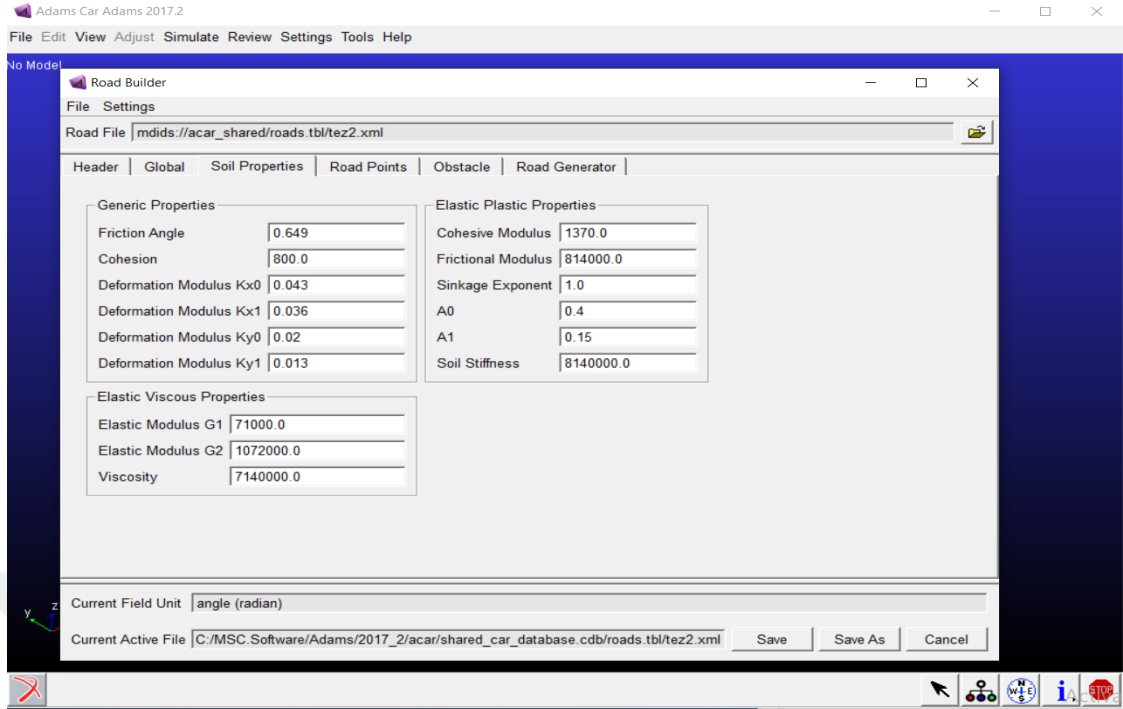 Adams Car Adams 2017.2
File Edit View Adjust Simulate Review Settings Tools Help
No Model
Road Builder
File Settings
Road File mdids://acar_shared/roads.tbl/tez2.xml
Header Global Soil Properties Road Points Obstacle Road Generator
Generic Properties
Friction Angle 0.649
Cohesion 800.0
Deformation Modulus Kx0 0.043
Deformation Modulus Kx1 0.036
Deformation Modulus Ky0 0.02
Deformation Modulus Ky1 0.013
Elastic Plastic Properties
Cohesive Modulus 1370.0
Frictional Modulus 814000.0
Sinkage Exponent 1.0
A0 0.4
A1 0.15
Soil Stiffness 8140000.0
Elastic Viscous Properties
Elastic Modulus G1 71000.0
Elastic Modulus G2 1072000.0
Viscosity 7140000.0
y z
Current Field Unit angle (radian)
Current Active File C:/MSC.Software/Adams/2017_2/acar/shared_car_database.cdb/roads.tbl/tez2.xml Save Save As Cancel
N
W E
S
i
STOP